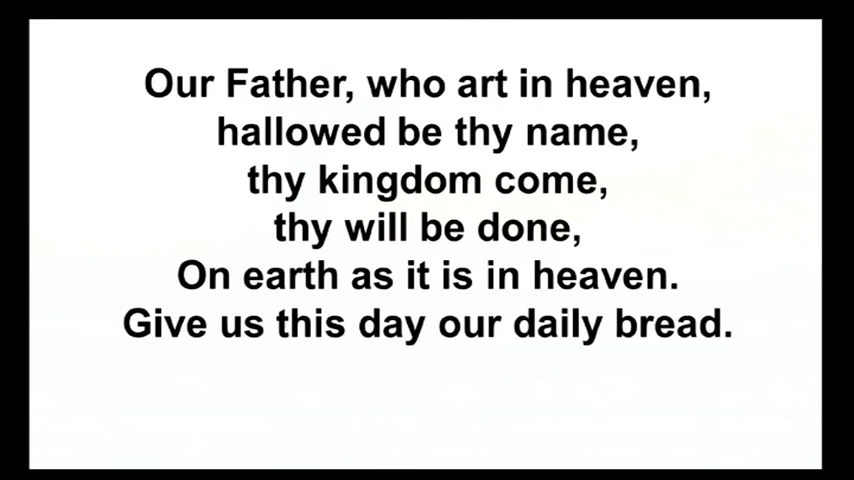 Our Father, who art in heaven,
hallowed be thy name,
thy kingdom come,
thy will be done,
On earth as it is in heaven.
Give us this day our daily bread.